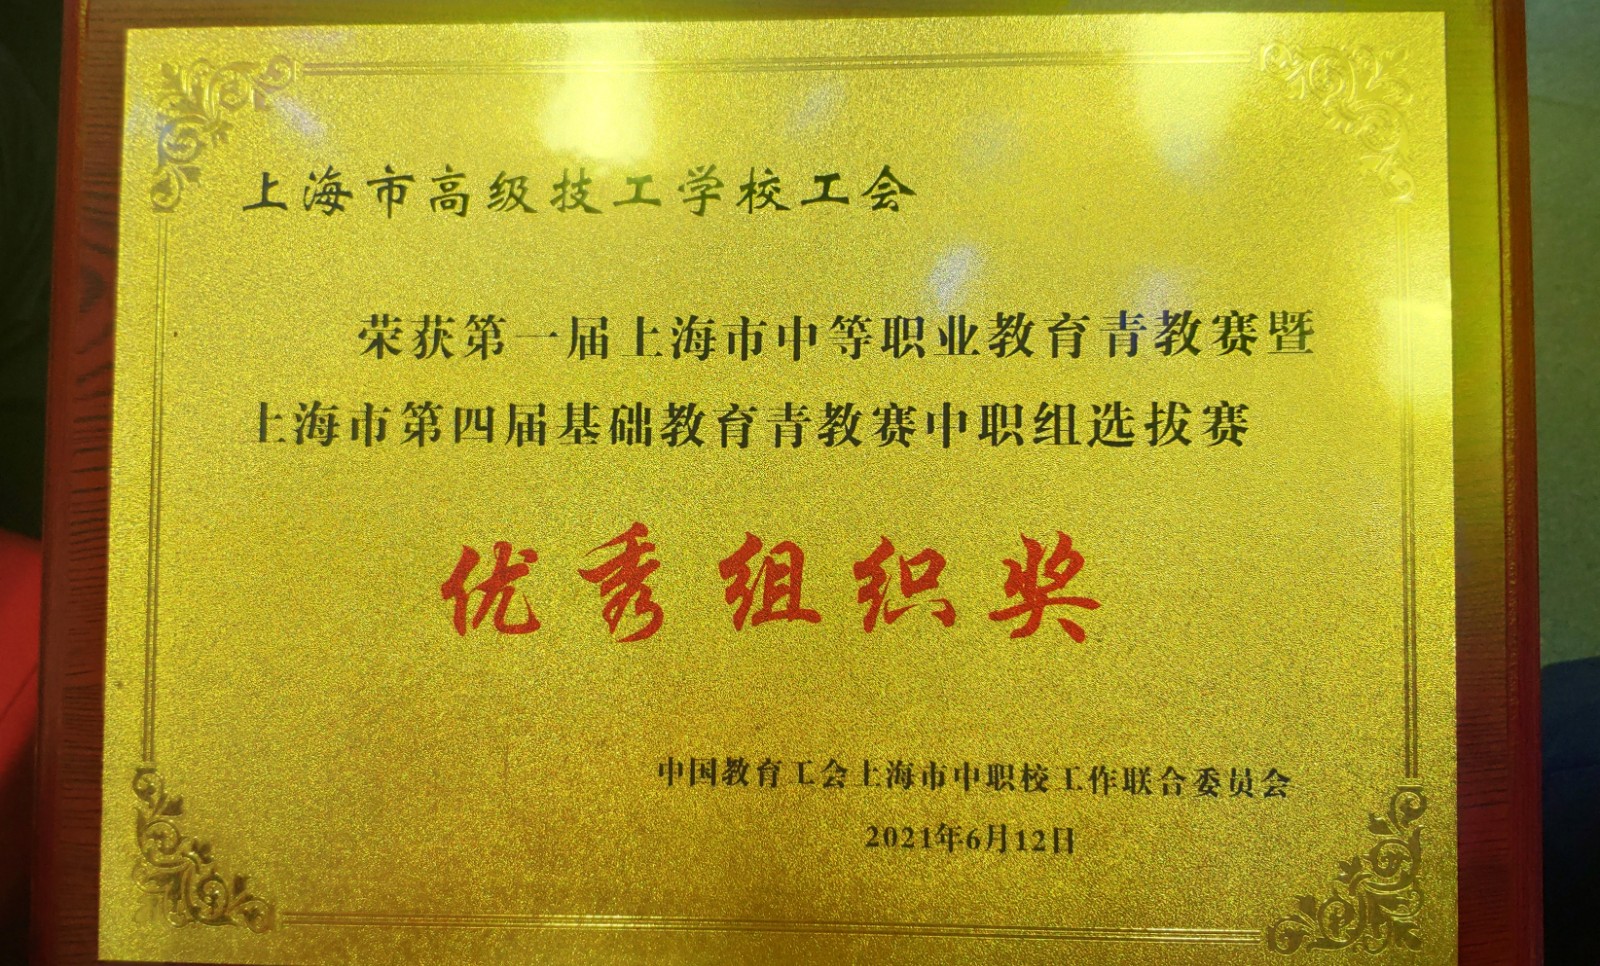 上海市高级技工学校工会
荣获第一届上海市中等职业教育青教赛暨
上海市第四届基础教育青教赛中职组选拔赛
优秀组织奖
中国教育工会上海市中职校工作联合委员会
2021年6月12日